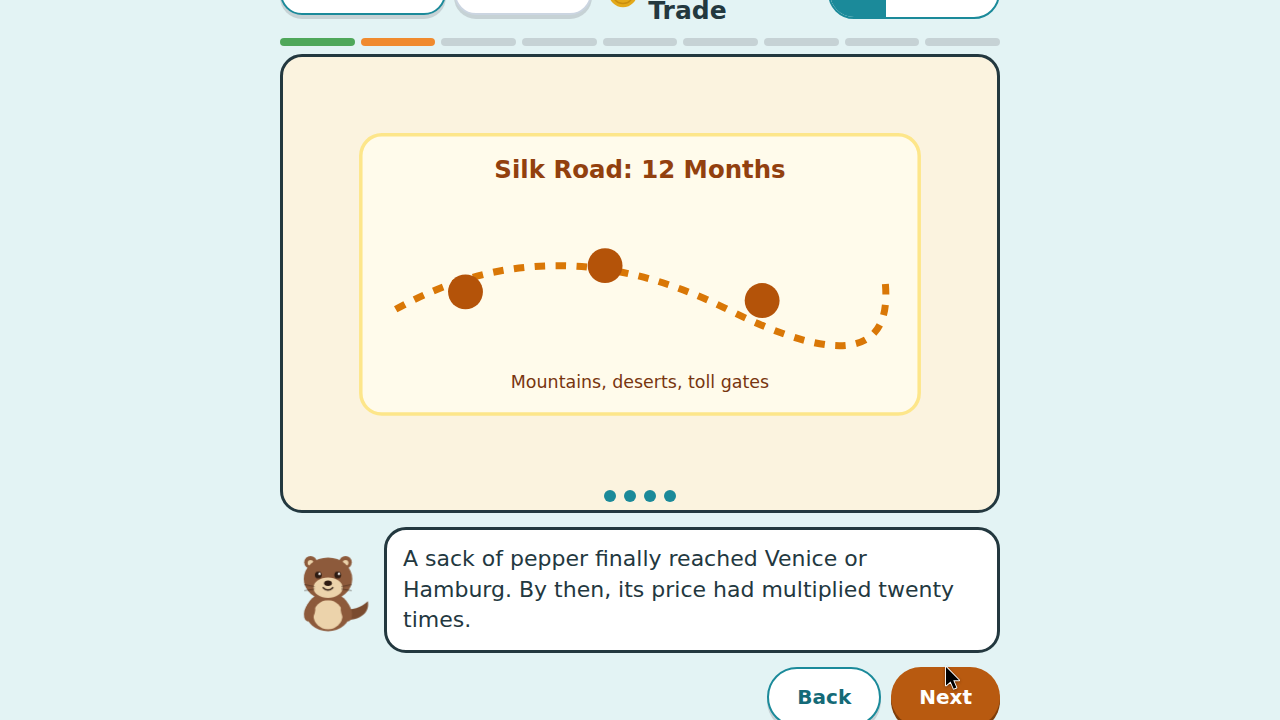 Trade
Silk Road: 12 Months
Mountains, deserts, toll gates
A sack of pepper finally reached Venice or
Hamburg. By then, its price had multiplied twenty
times.
Back
Next